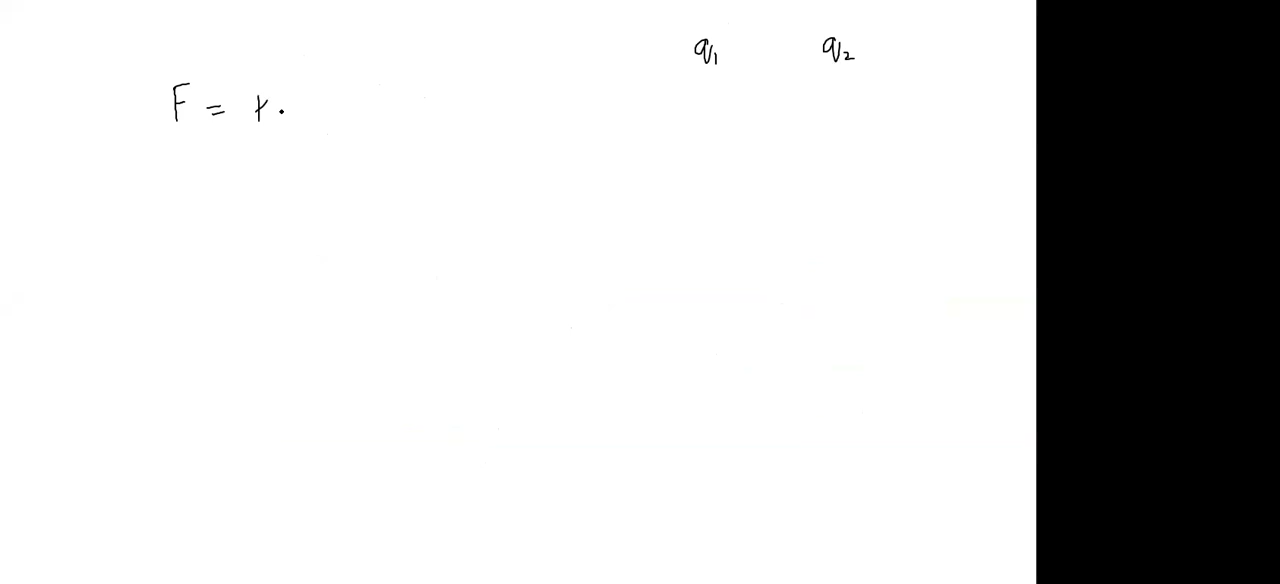 q₁ q₂
F = k.